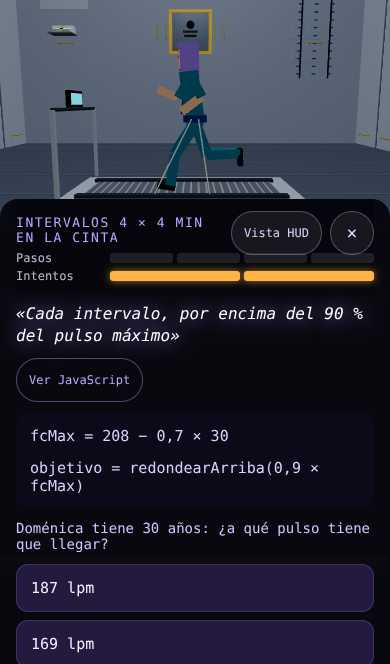 INTERVALOS 4 × 4 MIN
EN LA CINTA
Vista HUD
×
Pasos
Intentos
«Cada intervalo, por encima del 90 %
del pulso máximo»
Ver JavaScript
fcMax = 208 − 0,7 × 30
objetivo = redondearArriba(0,9 ×
fcMax)
Doménica tiene 30 años: ¿a qué pulso tiene
que llegar?
187 lpm
169 lpm